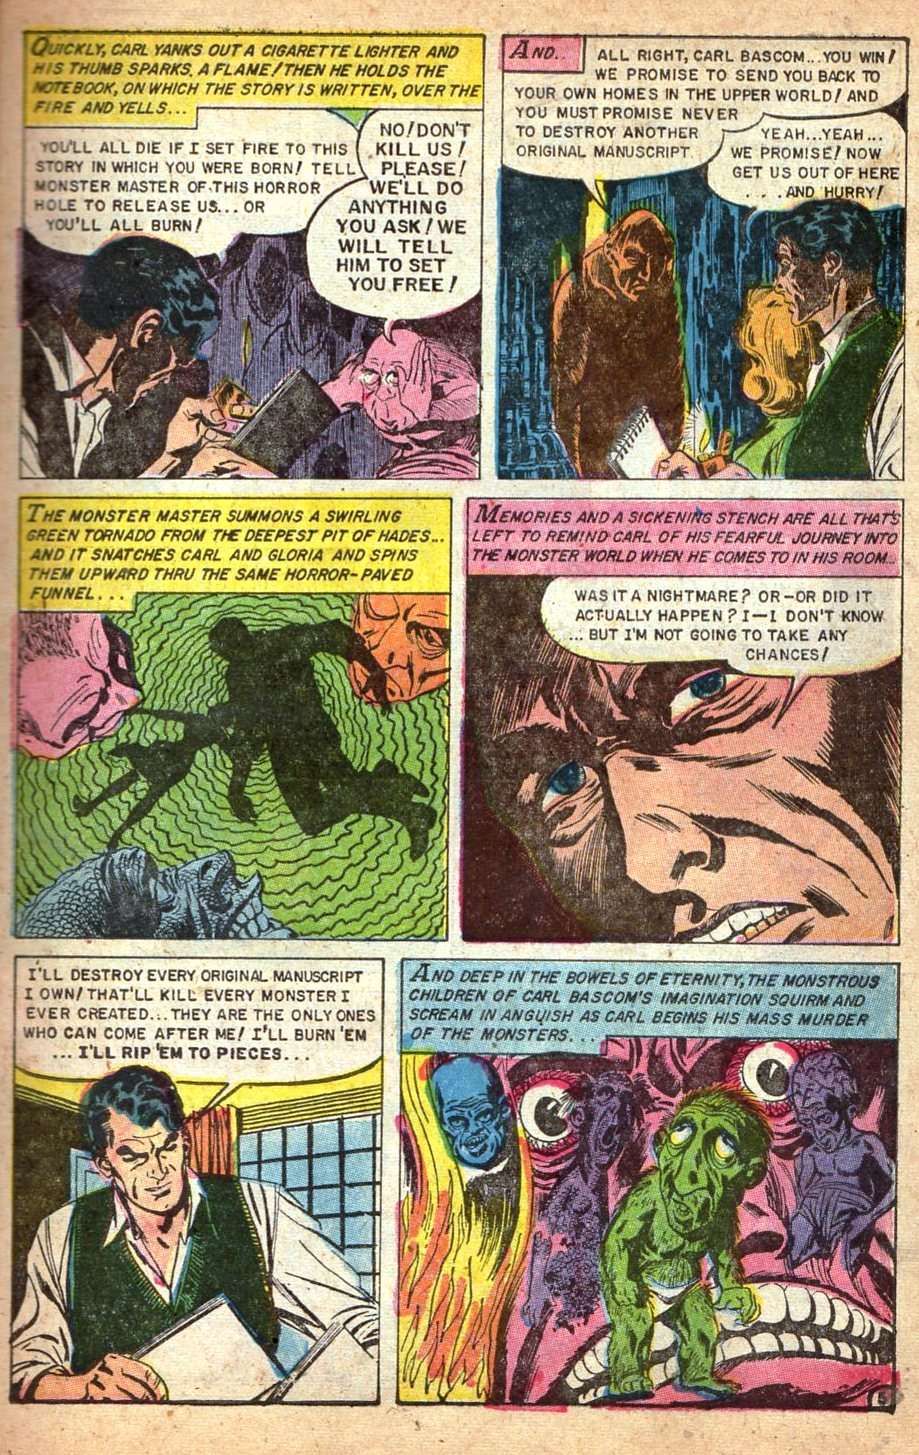 QUICKLY, CARL YANKS OUT A CIGARETTE LIGHTER AND
HIS THUMB SPARKS, A FLAME! THEN HE HOLDS THE
NOTEBOOK, ON WHICH THE STORY IS WRITTEN, OVER THE
FIRE AND YELLS...
YOU'LL ALL DIE IF I SET FIRE TO THIS
STORY IN WHICH YOU WERE BORN! TELL
MONSTER MASTER OF THIS HORROR
HOLE TO RELEASE US... OR
YOU'LL ALL BURN!
NO! DON'T
KILL US!
PLEASE!
WE'LL DO
ANYTHING
YOU ASK! WE
WILL TELL
HIM TO SET
YOU FREE!
AND..
ALL RIGHT, CARL BASCOM...YOU WIN!
WE PROMISE TO SEND YOU BACK TO
YOUR OWN HOMES IN THE UPPER WORLD! AND
YOU MUST PROMISE NEVER
TO DESTROY ANOTHER
ORIGINAL MANUSCRIPT.
YEAH...YEAH...
WE PROMISE! NOW
GET US OUT OF HERE
. . . AND HURRY!
THE MONSTER MASTER SUMMONS A SWIRLING
GREEN TORNADO FROM THE DEEPEST PIT OF HADES...
AND IT SNATCHES CARL AND GLORIA AND SPINS
THEM UPWARD THRU THE SAME HORROR-PAVED
FUNNEL...
MEMORIES AND A SICKENING STENCH ARE ALL THAT'S
LEFT TO REMIND CARL OF HIS FEARFUL JOURNEY INTO
THE MONSTER WORLD WHEN HE COMES TO IN HIS ROOM...
WAS IT A NIGHTMARE? OR-OR DID IT
ACTUALLY HAPPEN? I-I DON'T KNOW
...BUT I'M NOT GOING TO TAKE ANY
CHANCES!
I'LL DESTROY EVERY ORIGINAL MANUSCRIPT
I OWN! THAT'LL KILL EVERY MONSTER I
EVER CREATED... THEY ARE THE ONLY ONES
WHO CAN COME AFTER ME! I'LL BURN 'EM
...I'LL RIP 'EM TO PIECES...
AND DEEP IN THE BOWELS OF ETERNITY, THE MONSTROUS
CHILDREN OF CARL BASCOM'S IMAGINATION SQUIRM AND
SCREAM IN ANGUISH AS CARL BEGINS HIS MASS MURDER
OF THE MONSTERS...